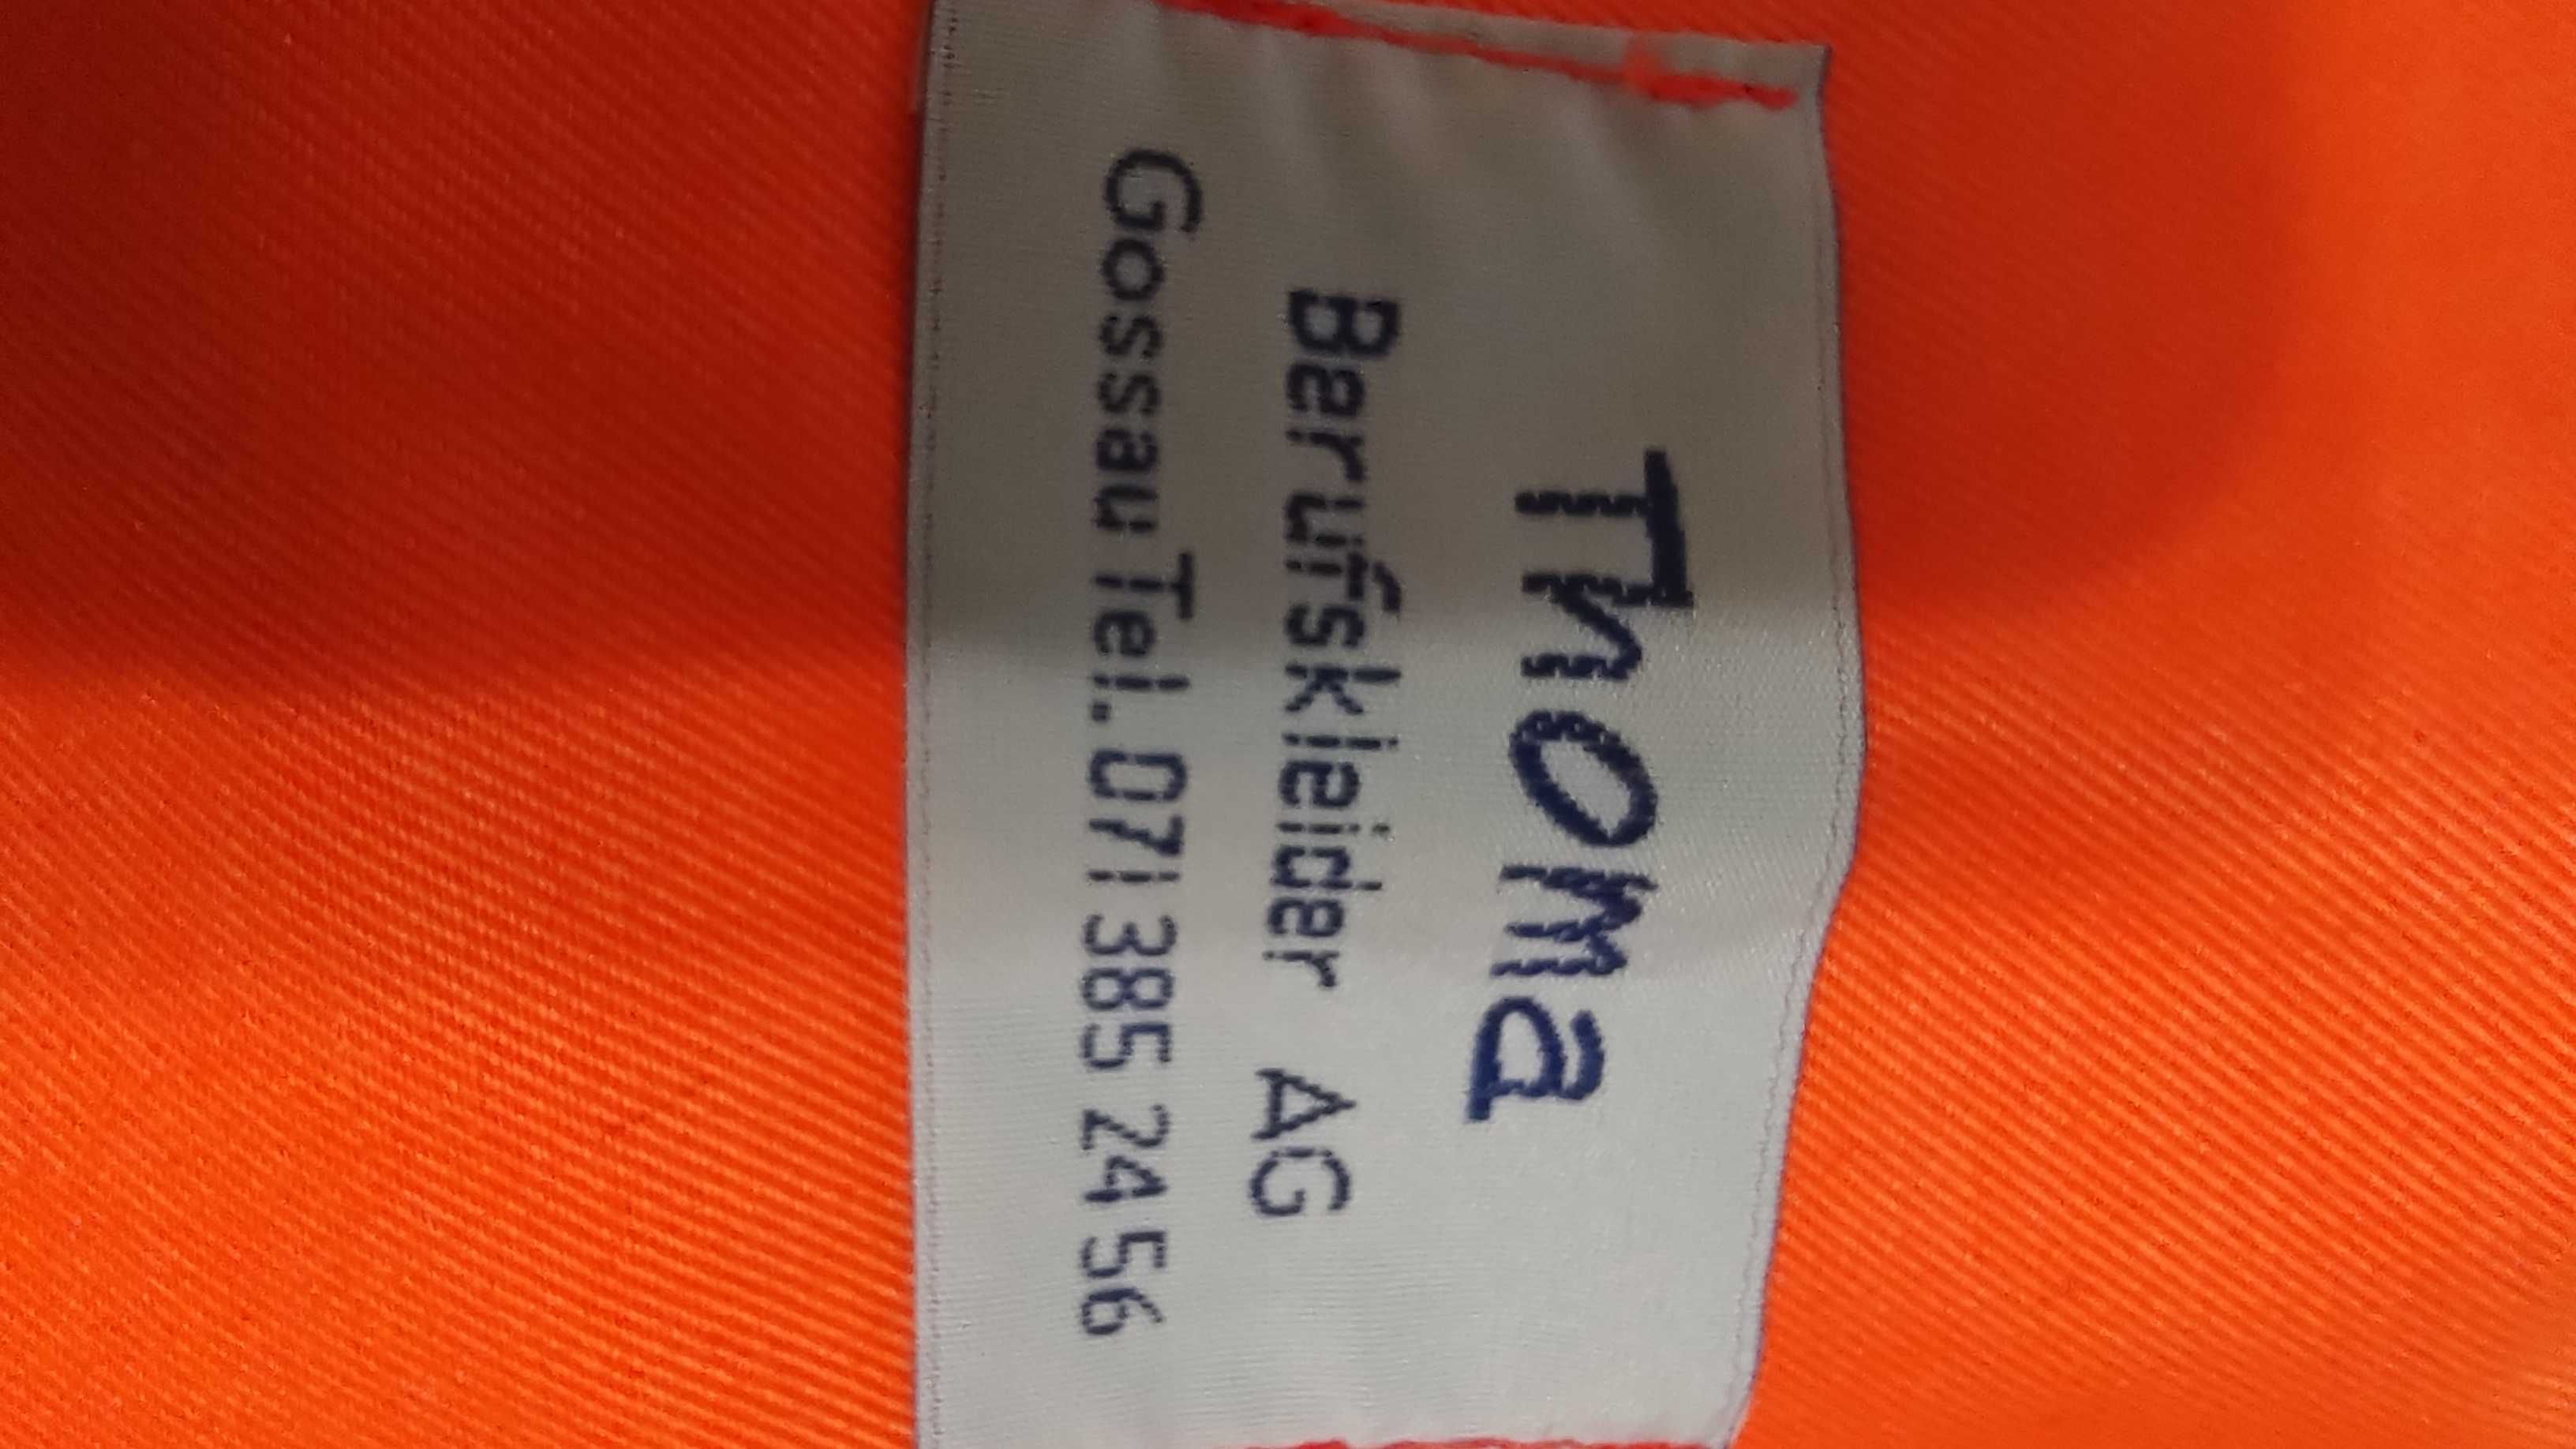 Thoma
Berufskleider AG
Gossau Tel. 071 385 24 56